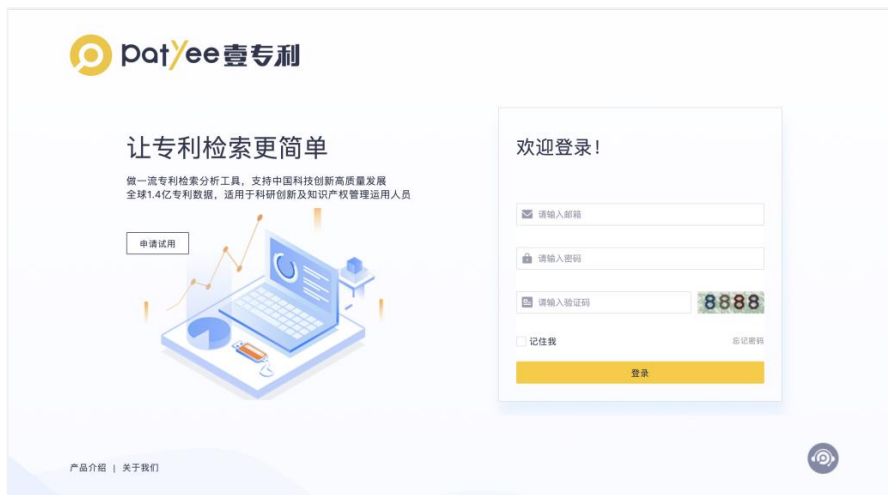 patyee壹专利
让专利检索更简单
做一流专利检索分析工具，支持中国科技创新高质量发展
全球1.4亿专利数据，适用于科研创新及知识产权管理运用人员
申请试用
欢迎登录！
请输入邮箱
请输入密码
请输入验证码
8888
记住我
忘记密码
登录
产品介绍 | 关于我们